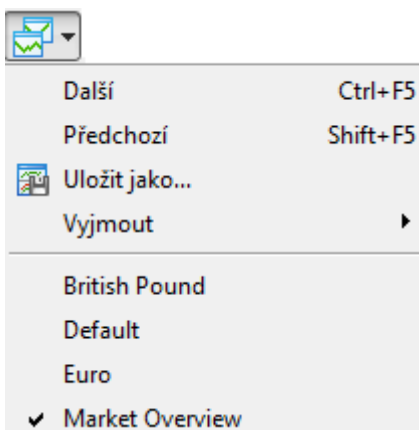 Další Ctrl+F5
Předchozí Shift+F5
Uložit jako...
Vyjmout
British Pound
Default
Euro
Market Overview